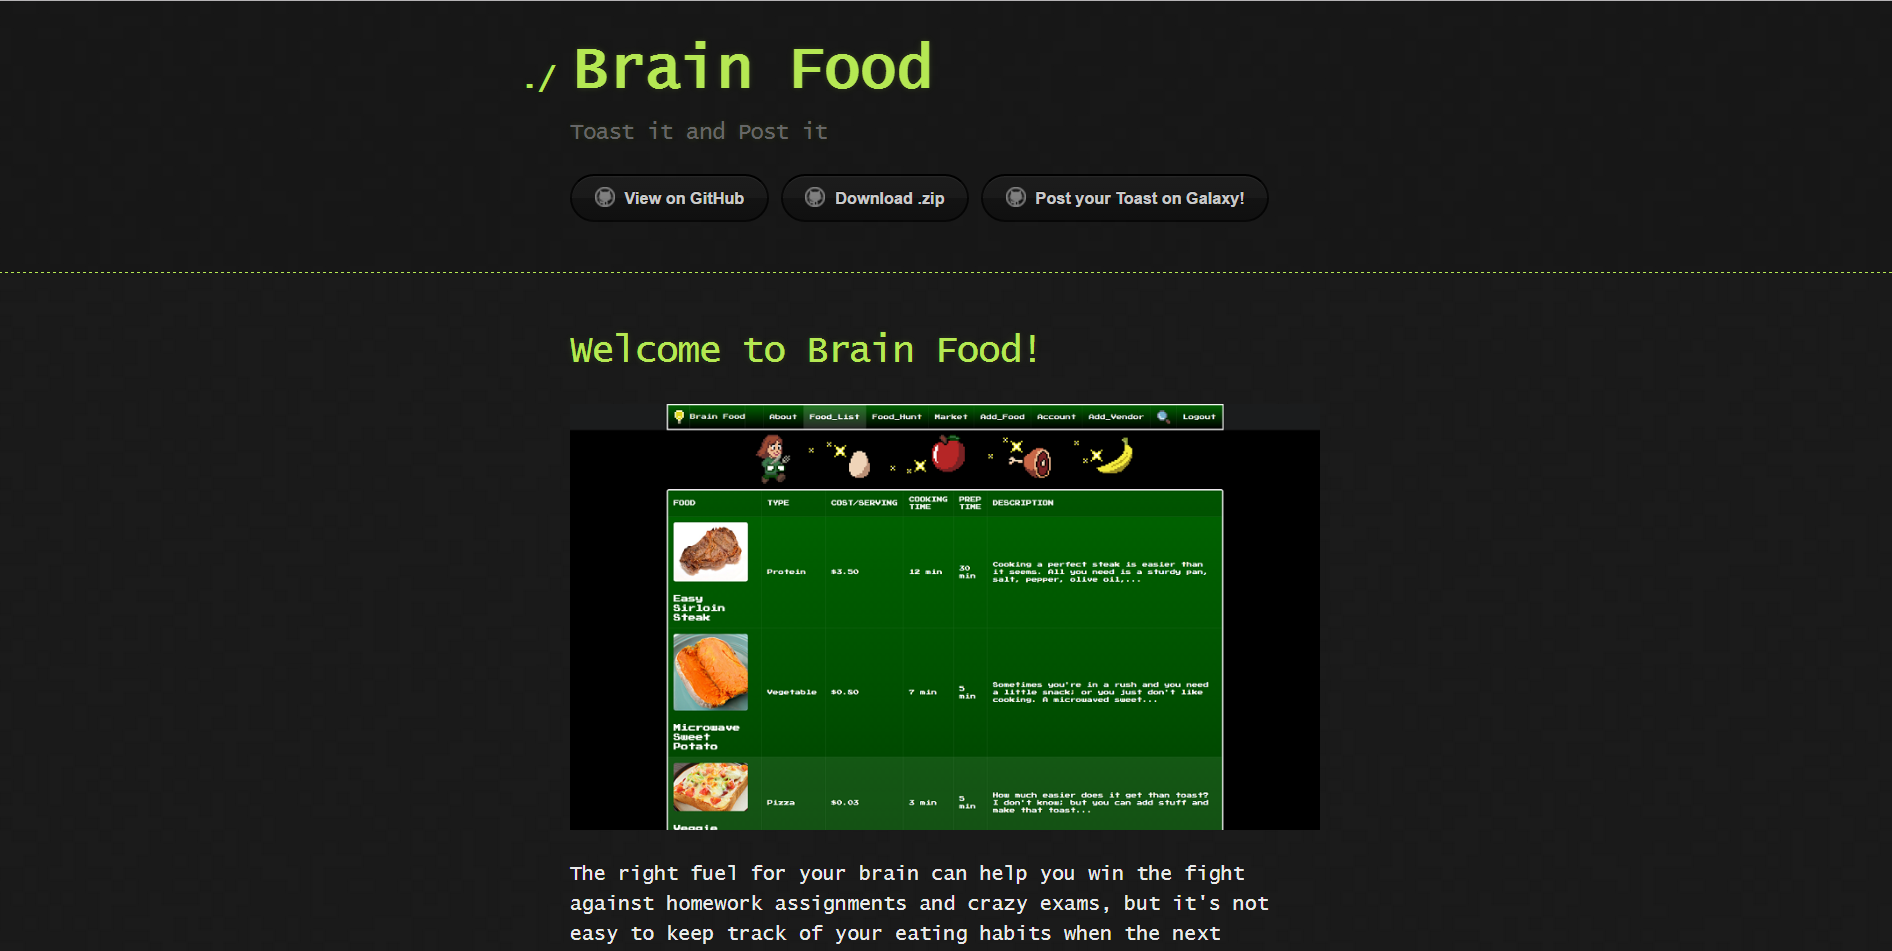 ./ Brain Food
Toast it and Post it
View on GitHub
Download .zip
Post your Toast on Galaxy!
Welcome to Brain Food!
Brain Food About Food_List Food_Hunt Market Add_Food Account Add_Vendor Logout
FOOD TYPE COST/SERVING COOKING TIME PREP TIME DESCRIPTION
Easy
Sirloin
Steak
Protein
$3.50
12 min
30
min
Cooking a perfect steak is easier than
it seems. All you need is a sturdy pan,
salt, pepper, olive oil,...
Microwave
Sweet
Potato
Vegetable
$0.80
7 min
5
min
Sometimes you're in a rush and you need
a little snack; or you just don't like
cooking. A microwaved sweet...
Veggie
Pizza
$0.03
3 min
5
min
How much easier does it get than toast?
I don't know; but you can add stuff and
make that toast...
The right fuel for your brain can help you win the fight
against homework assignments and crazy exams, but it's not
easy to keep track of your eating habits when the next